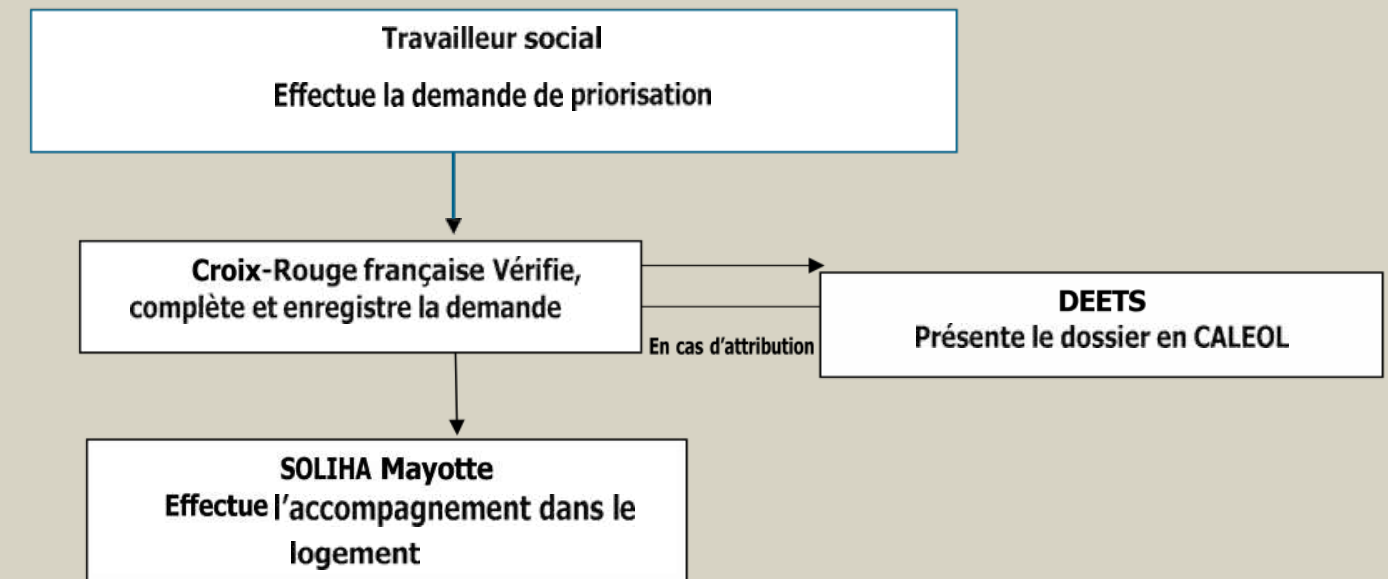 Travailleur social
Effectue la demande de priorisation
Croix-Rouge française Vérifie,
complète et enregistre la demande
DEETS
Présente le dossier en CALEOL
En cas d'attribution
SOLIHA Mayotte
Effectue l'accompagnement dans le
logement